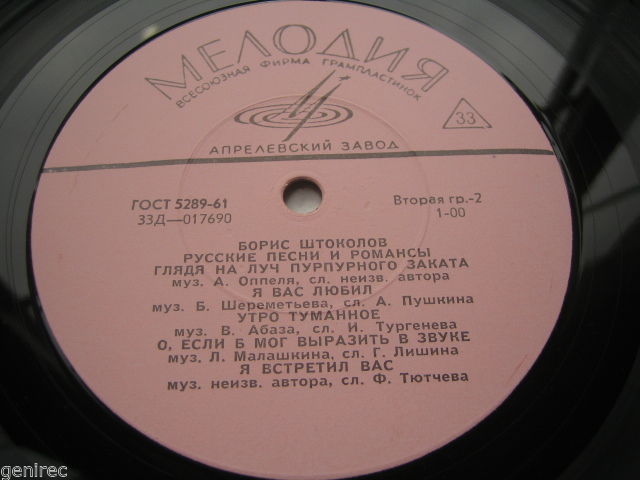 МЕЛОДИЯ
ВСЕСОЮЗНАЯ ФИРМА ГРАМПЛАСТИНОК
33
АПРЕЛЕВСКИЙ ЗАВОД
ГОСТ 5289-61
33Д—017690
Вторая гр.-2
1-00
БОРИС ШТОКОЛОВ
РУССКИЕ ПЕСНИ И РОМАНСЫ
ГЛЯДЯ НА ЛУЧ ПУРПУРНОГО ЗАКАТА
муз. А. Оппеля, сл. неизв. автора
Я ВАС ЛЮБИЛ
муз. Б. Шереметьева, сл. А. Пушкина
УТРО ТУМАННОЕ
муз. В. Абаза, сл. И. Тургенева
О, ЕСЛИ Б МОГ ВЫРАЗИТЬ В ЗВУКЕ
муз. Л. Малашкина, сл. Г. Лишина
Я ВСТРЕТИЛ ВАС
муз. неизв. автора, сл. Ф. Тютчева
genirec